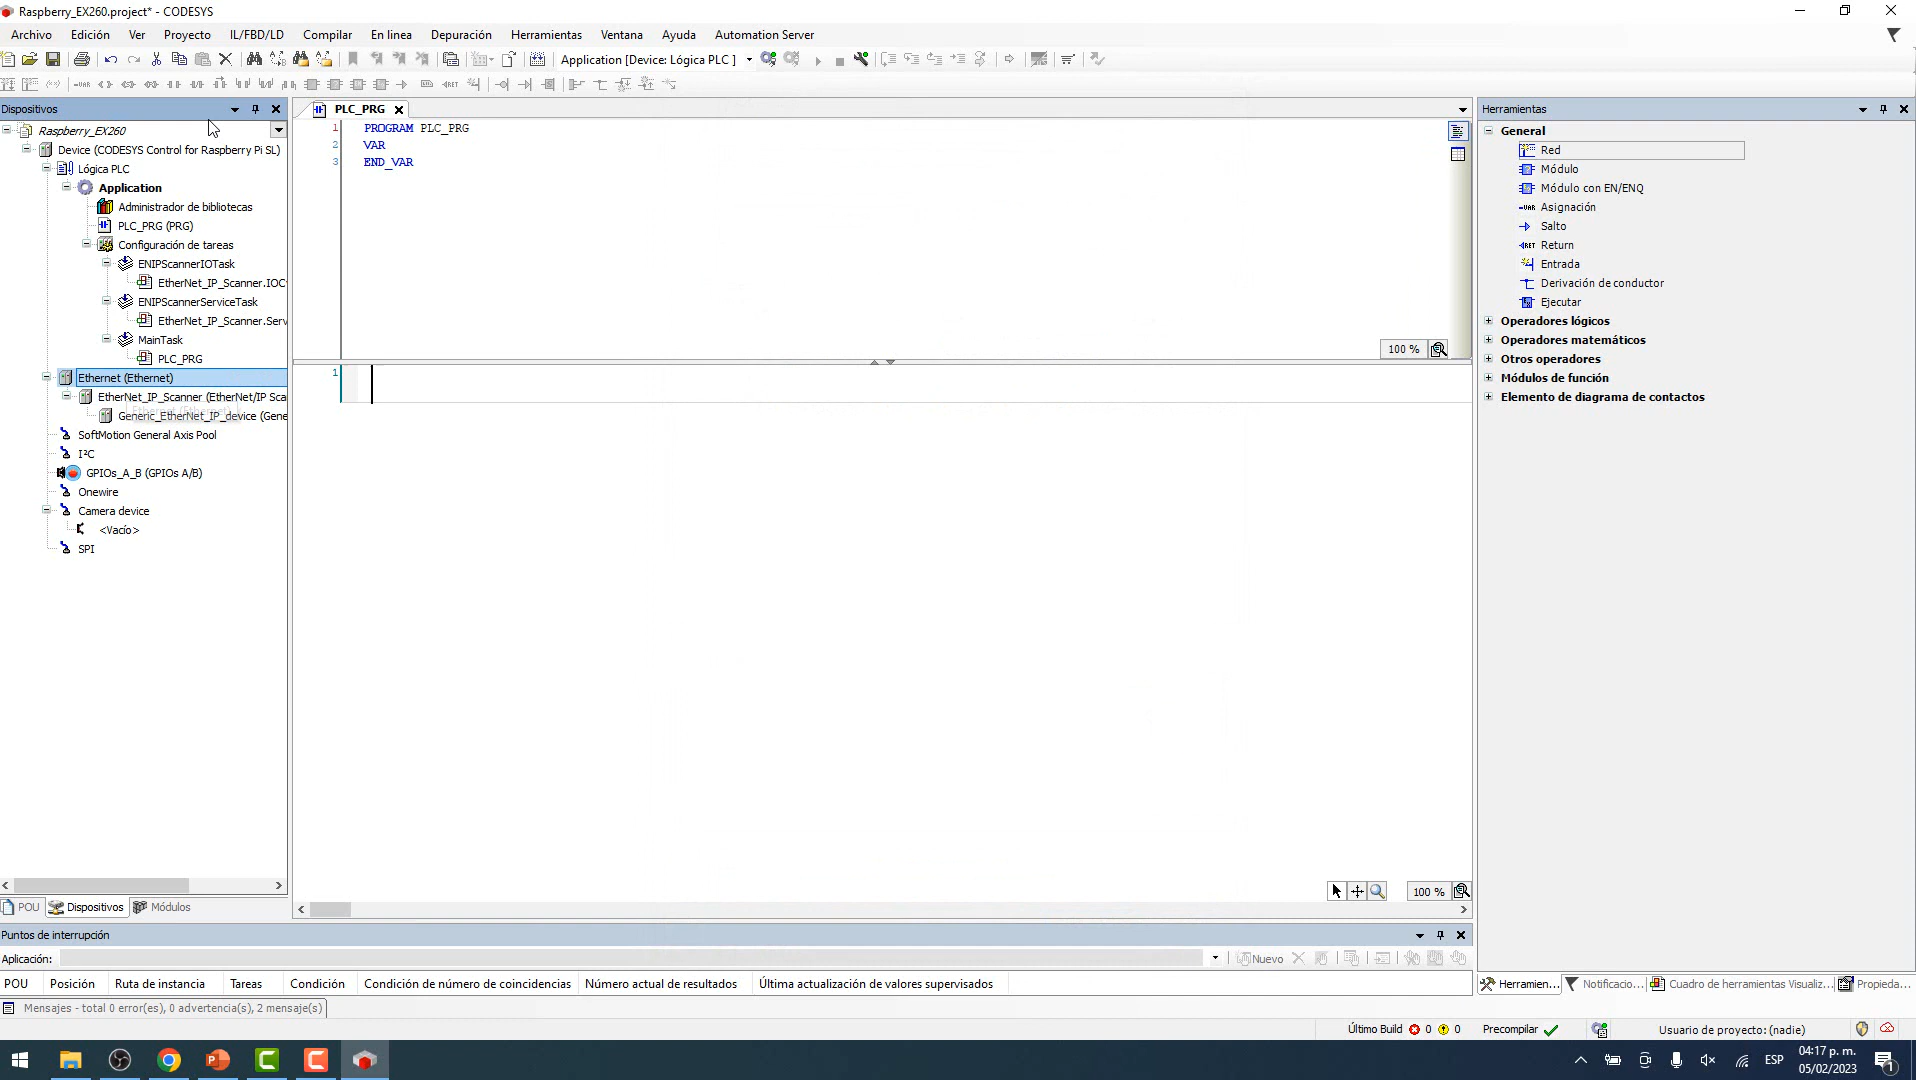 Raspberry_EX260.project* - CODESYS
Archivo Edición Ver Proyecto IL/FBD/LD Compilar En línea Depuración Herramientas Ventana Ayuda Automation Server
Application [Device: Lógica PLC ]
Dispositivos
Raspberry_EX260
Device (CODESYS Control for Raspberry Pi SL)
Lógica PLC
Application
Administrador de bibliotecas
PLC_PRG (PRG)
Configuración de tareas
ENIPScannerIOTask
EtherNet_IP_Scanner.IOC
ENIPScannerServiceTask
EtherNet_IP_Scanner.Serv
MainTask
PLC_PRG
Ethernet (Ethernet)
EtherNet_IP_Scanner (EtherNet/IP Sca
Generic_EtherNet_IP_device (Gene
SoftMotion General Axis Pool
I²C
GPIOs_A_B (GPIOs A/B)
Onewire
Camera device
<Vacío>
SPI
POU Dispositivos Módulos
PLC_PRG
1 PROGRAM PLC_PRG
2 VAR
3 END_VAR
100 %
1
100 %
Herramientas
General
Red
Módulo
Módulo con EN/ENQ
Asignación
Salto
Return
Entrada
Derivación de conductor
Ejecutar
Operadores lógicos
Operadores matemáticos
Otros operadores
Módulos de función
Elemento de diagrama de contactos
Herramien... Notificacio... Cuadro de herramientas Visualiz... Propieda...
Puntos de interrupción
Aplicación: Nuevo
POU Posición Ruta de instancia Tareas Condición Condición de número de coincidencias Número actual de resultados Última actualización de valores supervisados
Mensajes - total 0 error(es), 0 advertencia(s), 2 mensaje(s)
Último Build 0 0 Precompilar Usuario de proyecto: (nadie)
ESP
04:17 p. m.
05/02/2023
1